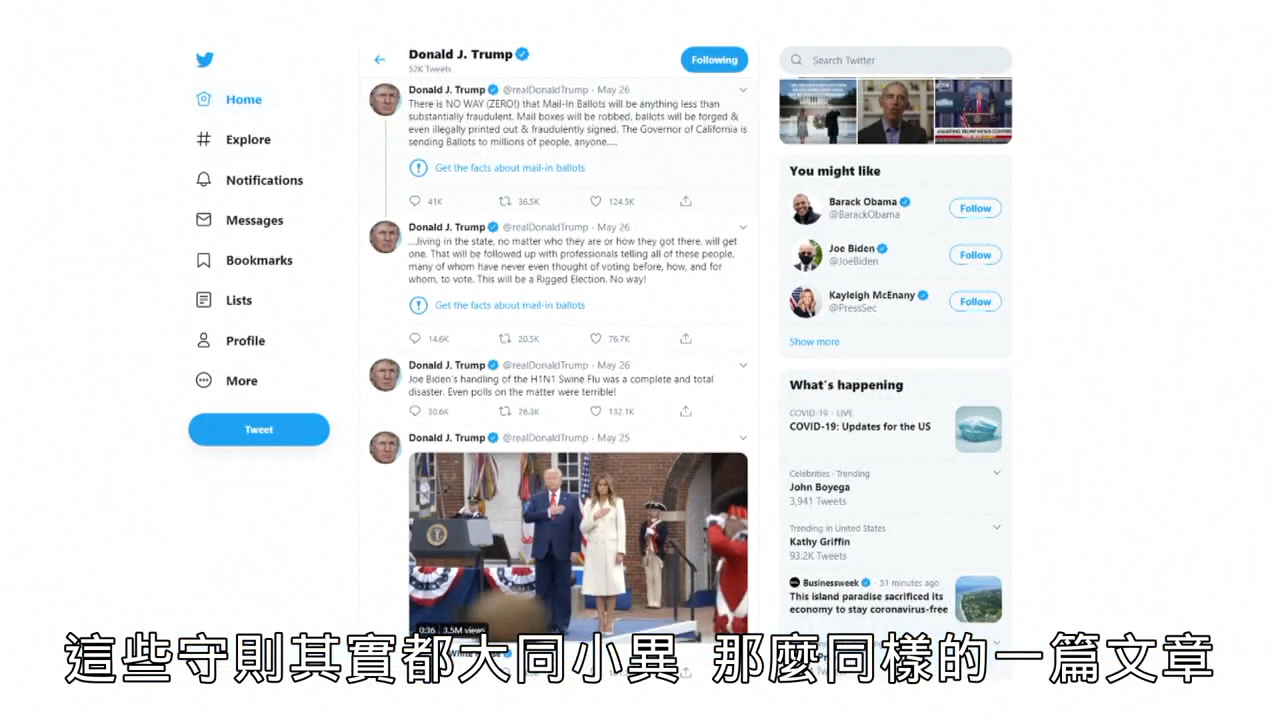 Home
Explore
Notifications
Messages
Bookmarks
Lists
Profile
More
Tweet
Donald J. Trump
52K Tweets
Following
Donald J. Trump @realDonaldTrump · May 26
There is NO WAY (ZERO!) that Mail-In Ballots will be anything less than
substantially fraudulent. Mail boxes will be robbed, ballots will be forged &
even illegally printed out & fraudulently signed. The Governor of California is
sending Ballots to millions of people, anyone.....
Get the facts about mail-in ballots
41K 36.5K 124.5K
Donald J. Trump @realDonaldTrump · May 26
....living in the state, no matter who they are or how they got there, will get
one. That will be followed up with professionals telling all of these people,
many of whom have never even thought of voting before, how, and for
whom, to vote. This will be a Rigged Election. No way!
Get the facts about mail-in ballots
14.6K 20.5K 76.7K
Donald J. Trump @realDonaldTrump · May 26
Joe Biden's handling of the H1N1 Swine Flu was a complete and total
disaster. Even polls on the matter were terrible!
30.6K 26.3K 132.1K
Donald J. Trump @realDonaldTrump · May 25
0:36 3.5M views
Search Twitter
You might like
Barack Obama
@BarackObama
Follow
Joe Biden
@JoeBiden
Follow
Kayleigh McEnany
@PressSec
Follow
Show more
What's happening
COVID-19 · LIVE
COVID-19: Updates for the US
Celebrities · Trending
John Boyega
3,941 Tweets
Trending in United States
Kathy Griffin
93.2K Tweets
Businessweek · 51 minutes ago
This island paradise sacrificed its
economy to stay coronavirus-free
這些守則其實都大同小異 那麼同樣的一篇文章